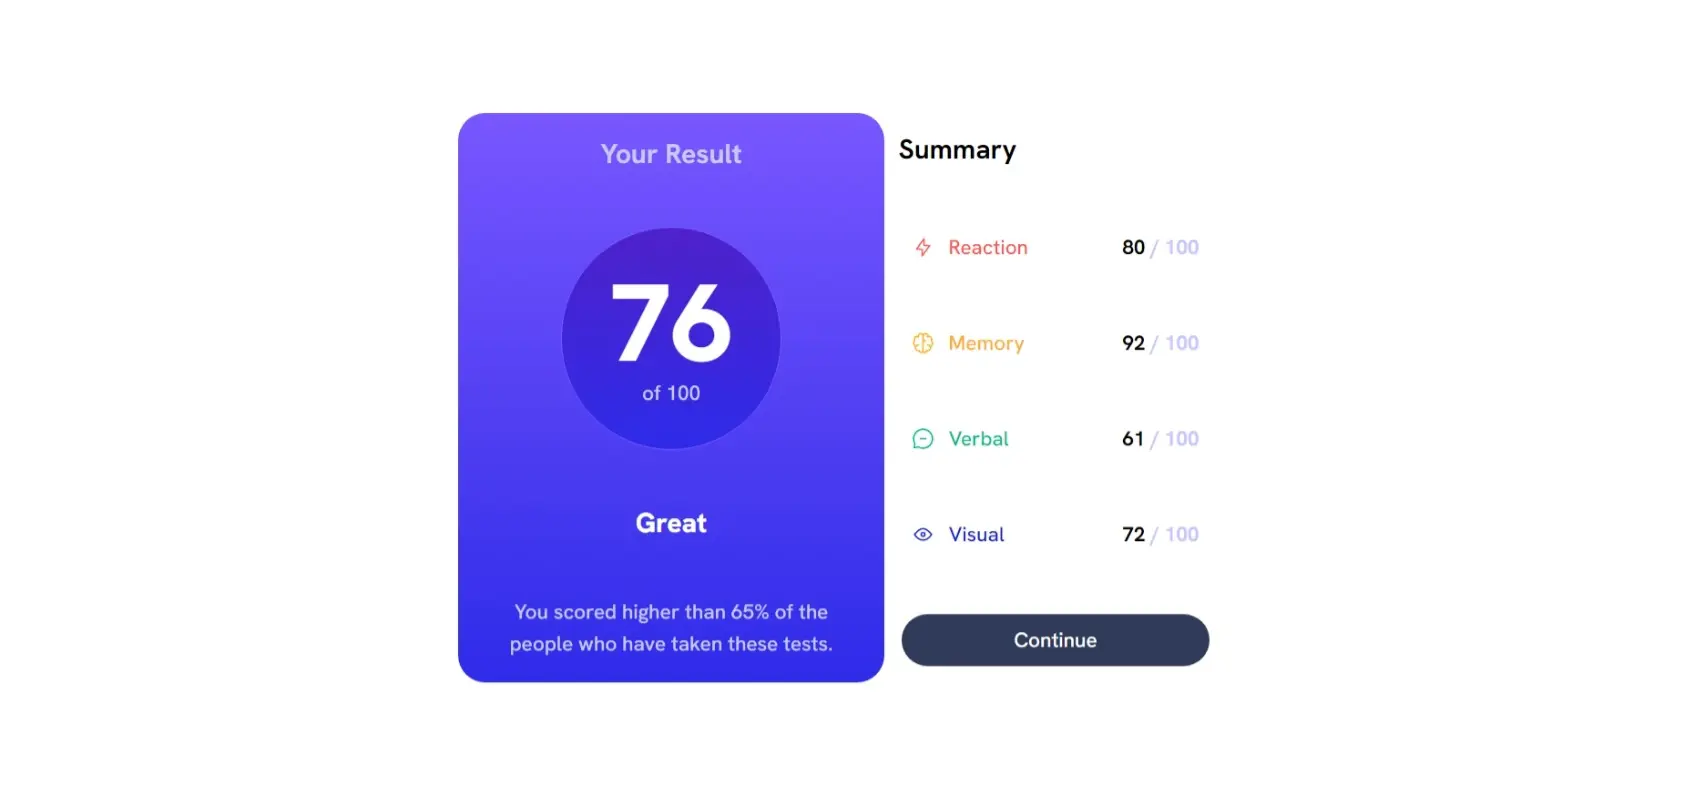 Your Result
76
of 100
Great
You scored higher than 65% of the
people who have taken these tests.
Summary
Reaction 80 / 100
Memory 92 / 100
Verbal 61 / 100
Visual 72 / 100
Continue